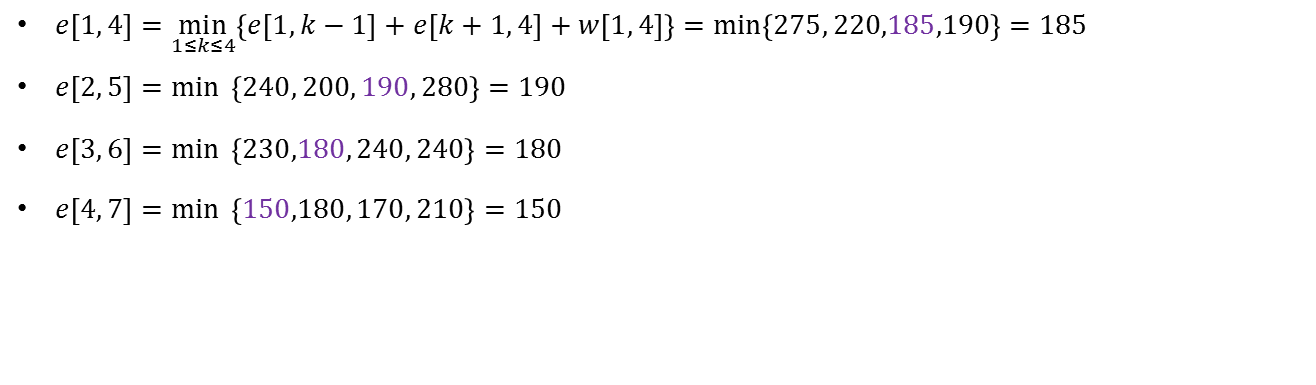 • e[1, 4] = min{e[1, k − 1] + e[k + 1, 4] + w[1, 4]} = min{275, 220,185,190} = 185
1≤k≤4
• e[2, 5] = min {240, 200, 190, 280} = 190
• e[3, 6] = min {230,180, 240, 240} = 180
• e[4, 7] = min {150,180, 170, 210} = 150